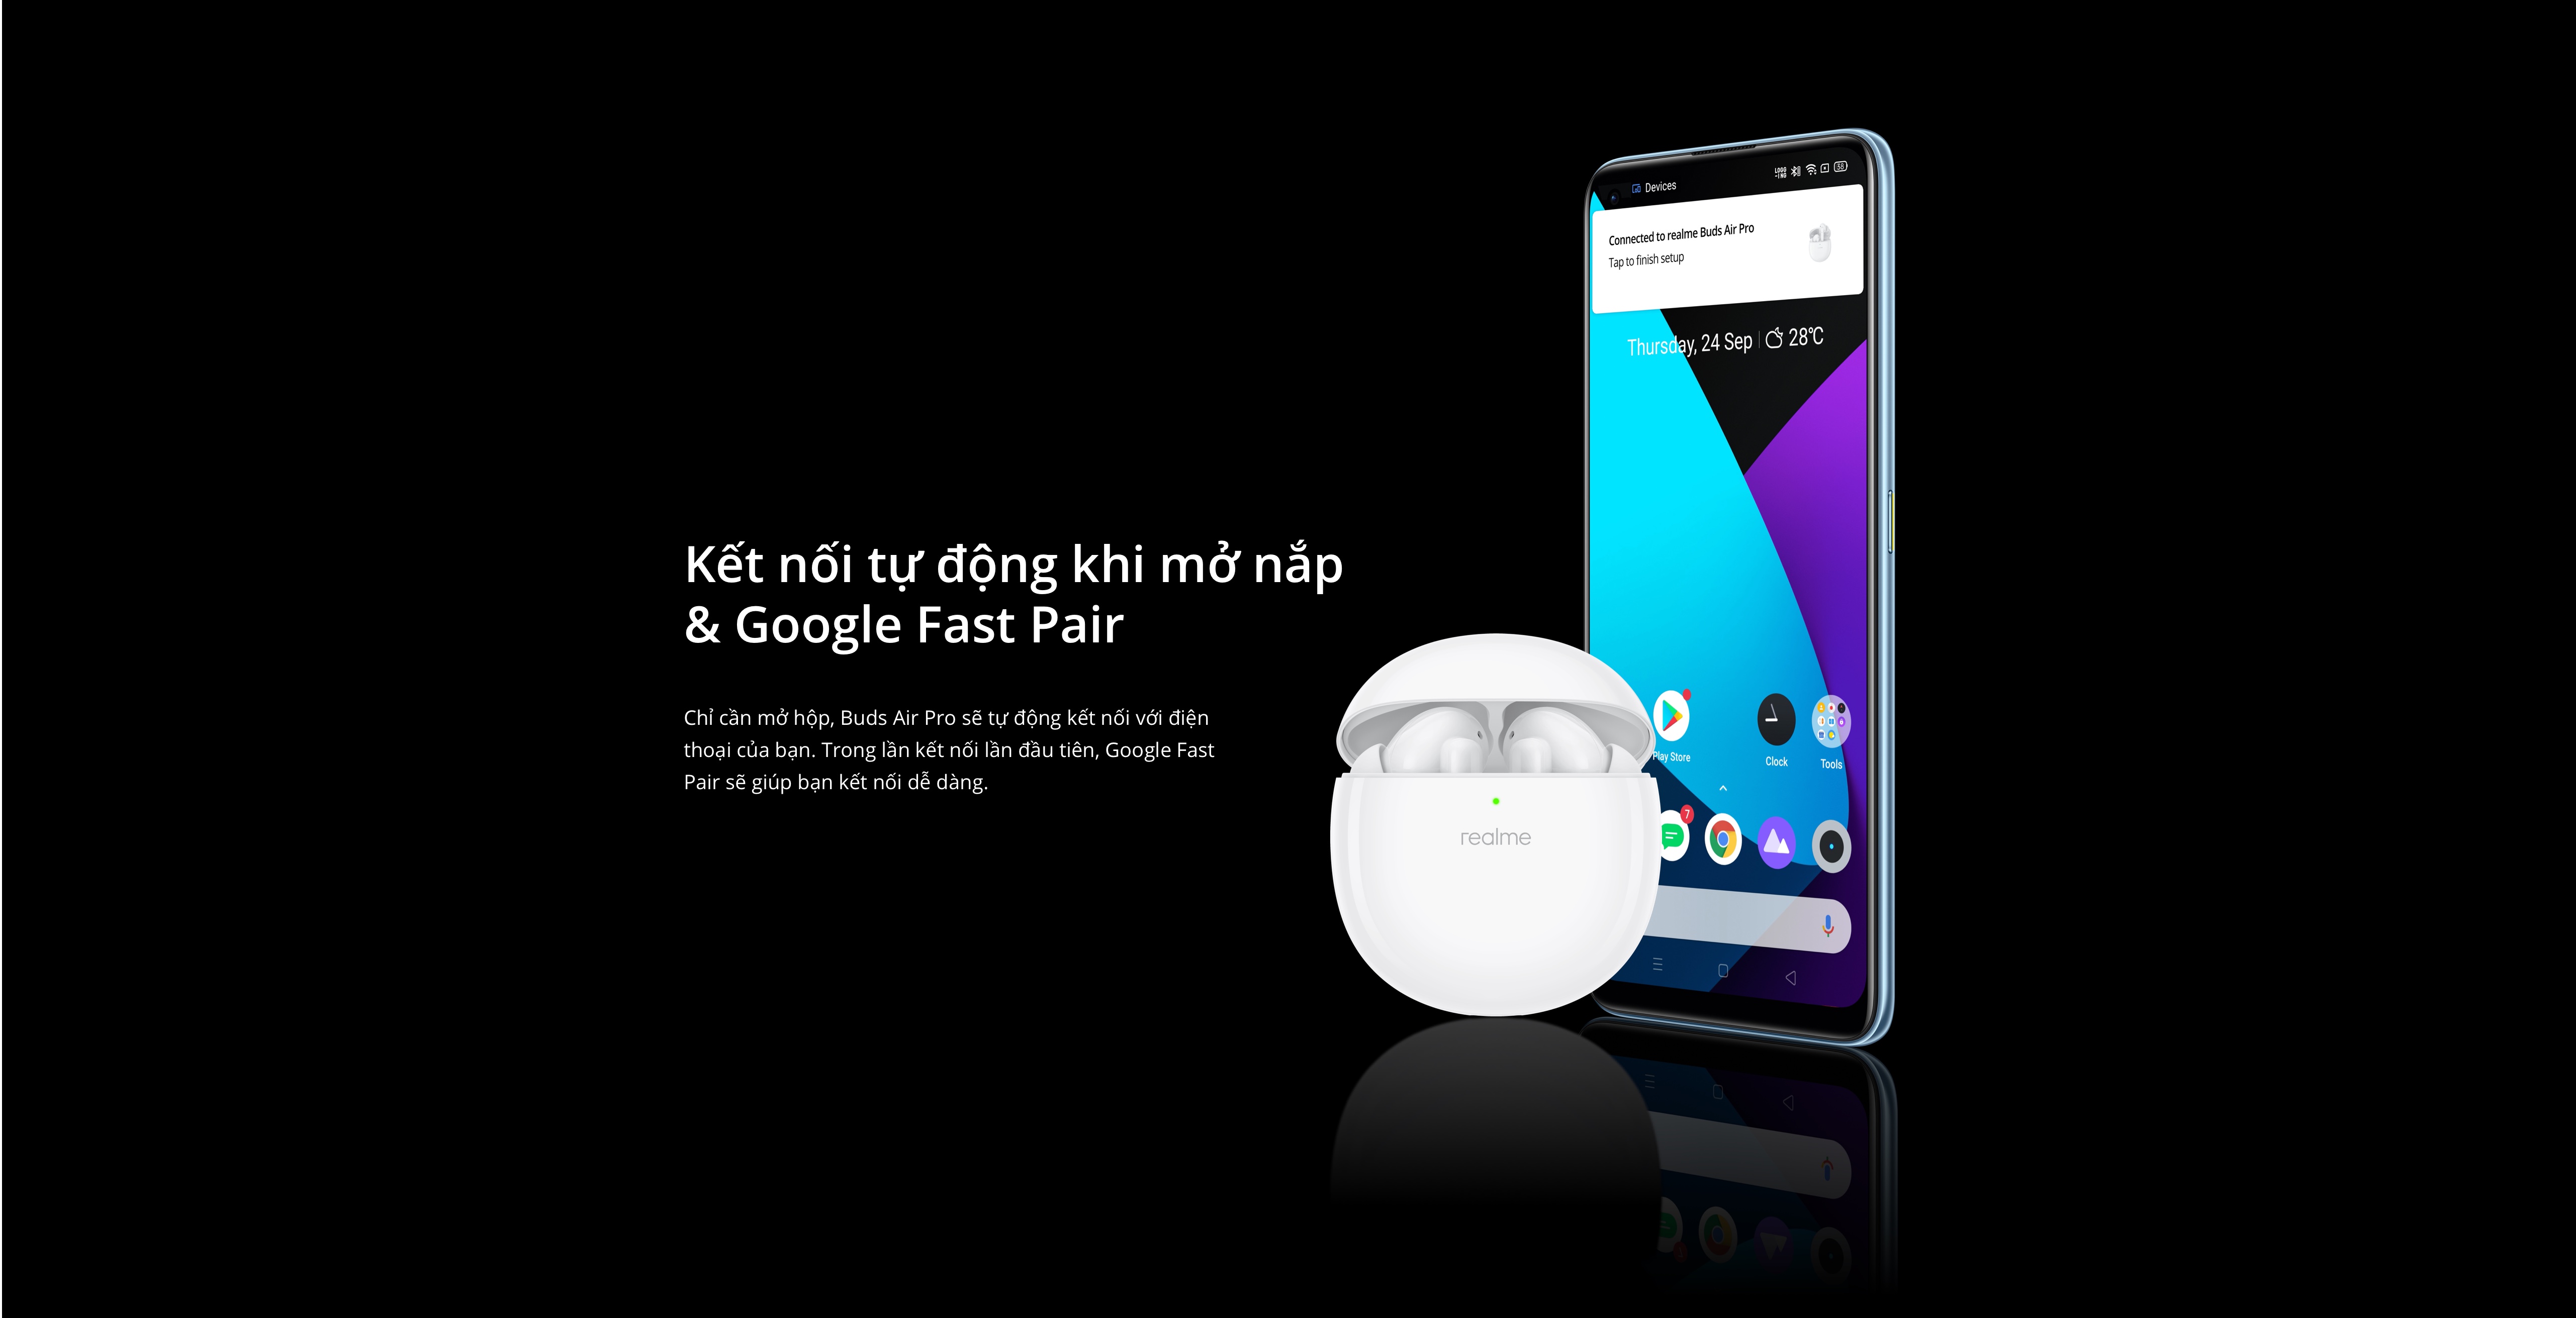 Kết nối tự động khi mở nắp
& Google Fast Pair
Chỉ cần mở hộp, Buds Air Pro sẽ tự động kết nối với điện
thoại của bạn. Trong lần kết nối lần đầu tiên, Google Fast
Pair sẽ giúp bạn kết nối dễ dàng.
realme
Devices
58
Connected to realme Buds Air Pro
Tap to finish setup
Thursday, 24 Sep | 28°C
Play Store
Clock
Tools
7